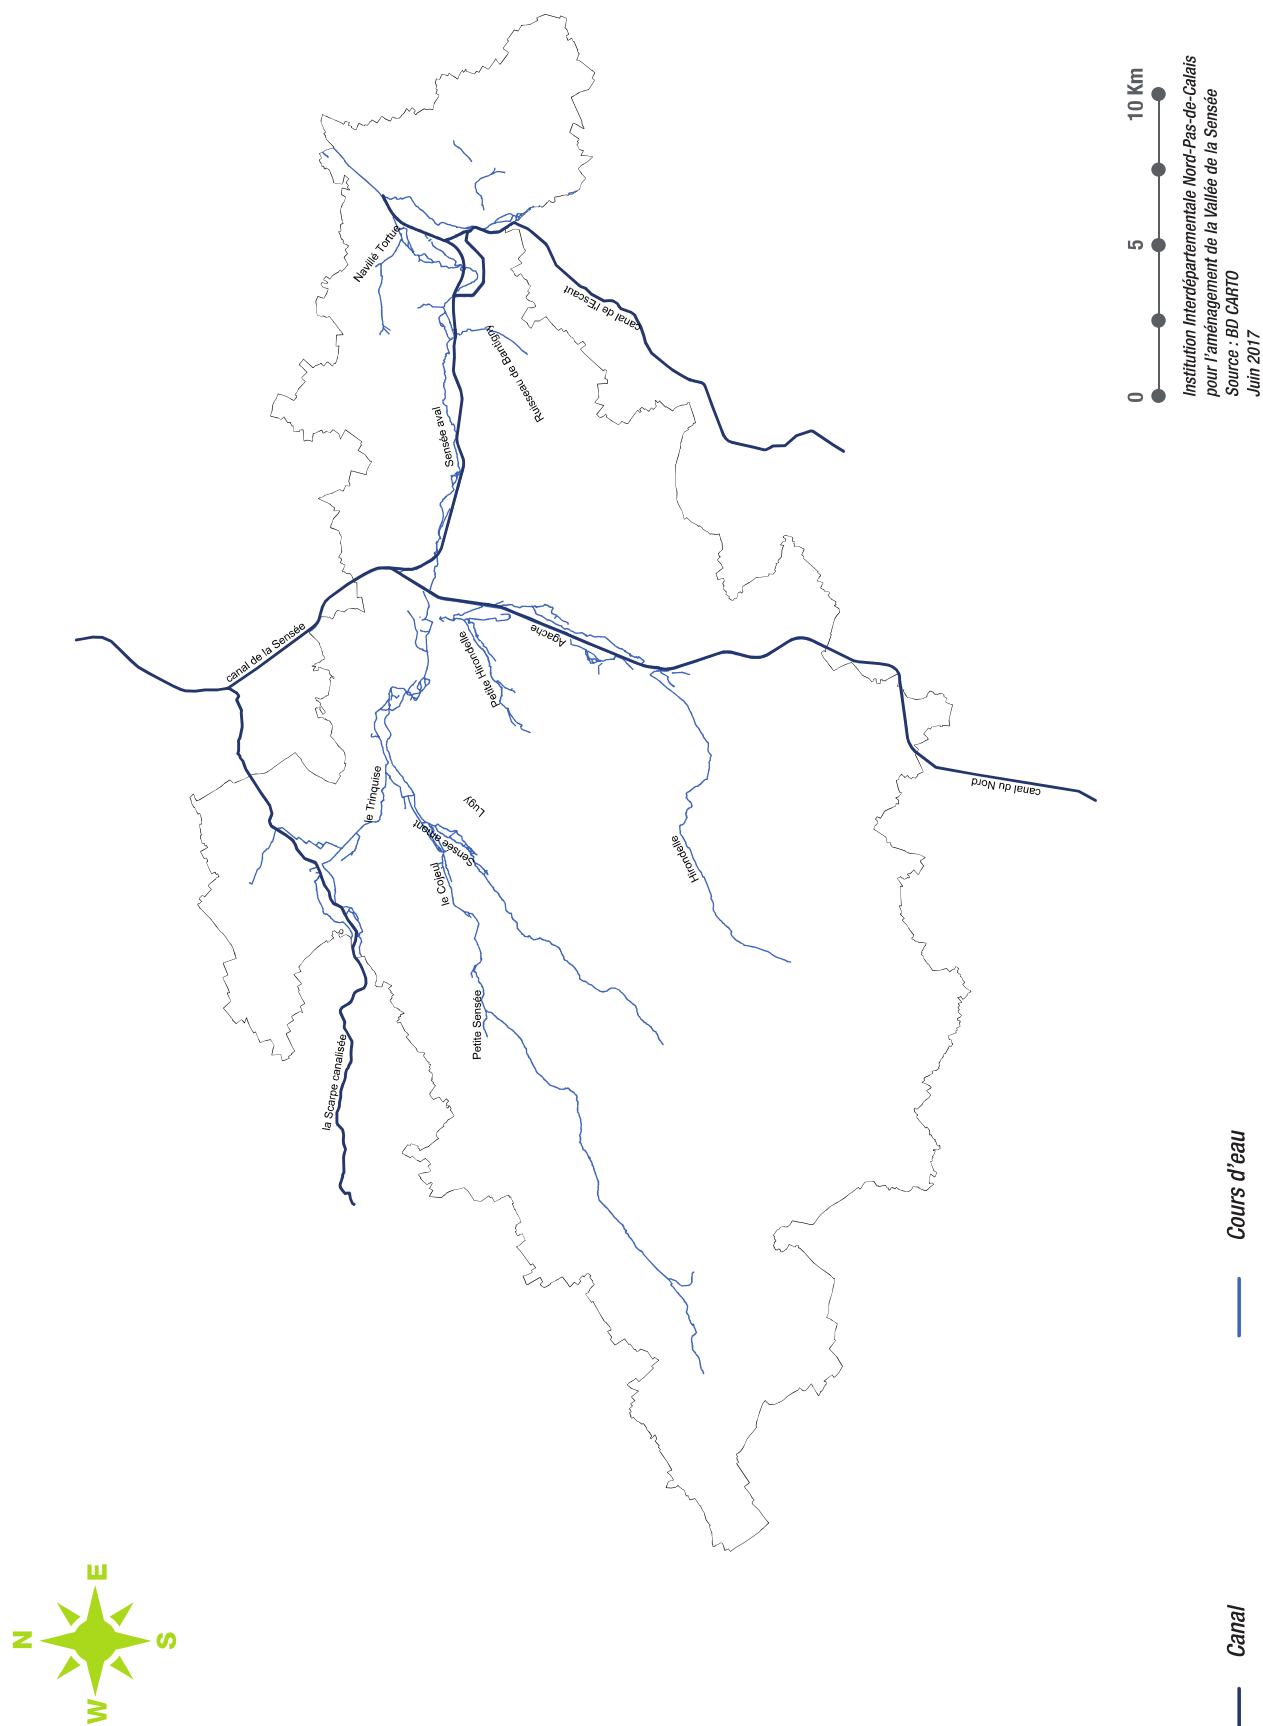 N
W
E
S
canal de la Sensée
la Scarpe canalisée
le Trinquise
Navillé Tortue
Sensée aval
Ruisseau de Bantigny
canal de l'Escaut
Petite Hirondelle
Agache
Lugy
Sensée amont
le Cojeul
Petite Sensée
Hirondelle
canal du Nord
0
5
10 Km
Institution Interdépartementale Nord-Pas-de-Calais
pour l'aménagement de la Vallée de la Sensée
Source : BD CARTO
Juin 2017
Canal
Cours d'eau